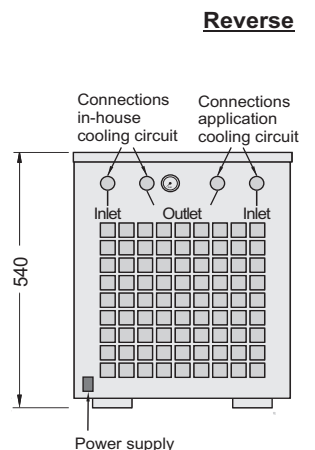 Reverse
Connections
in-house
cooling circuit
Connections
application
cooling circuit
Inlet
Outlet
Inlet
540
Power supply